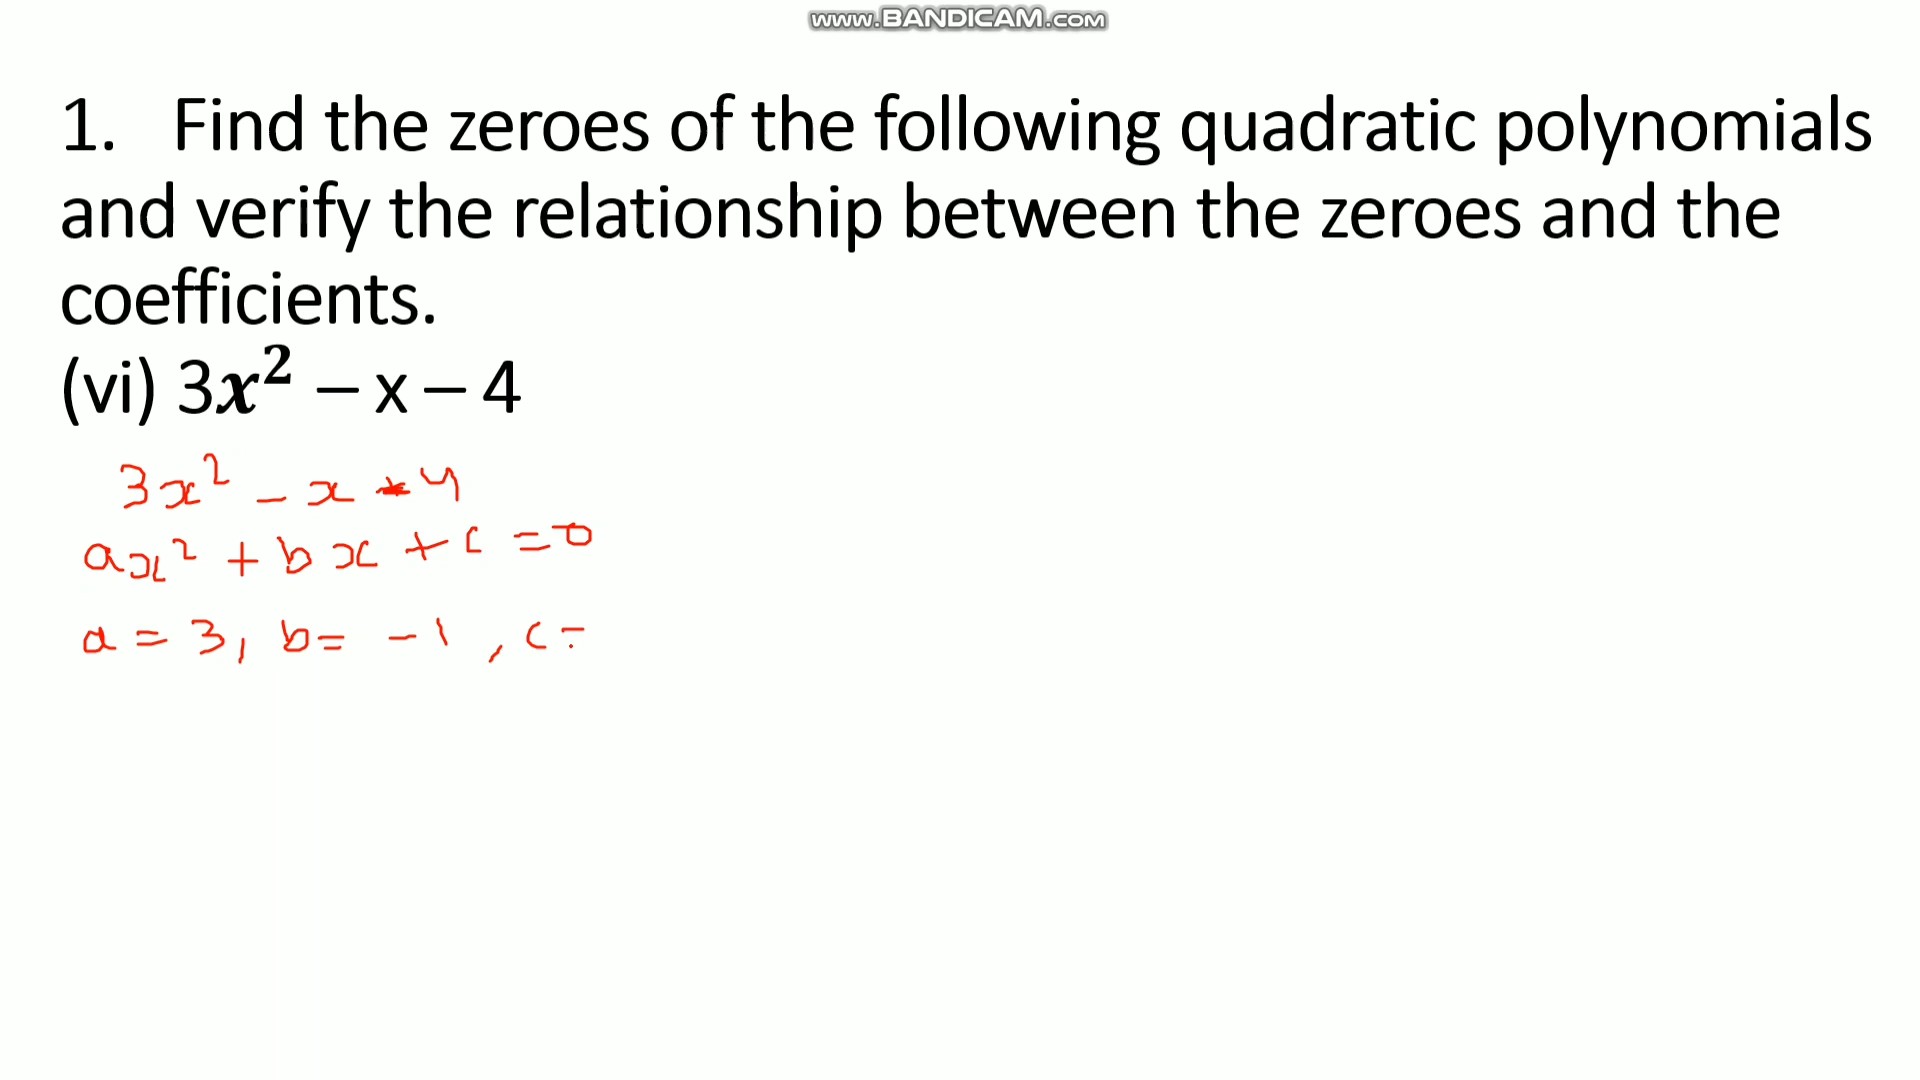 www.BANDICAM.com
1. Find the zeroes of the following quadratic polynomials
and verify the relationship between the zeroes and the
coefficients.
(vi) 3x² – x – 4
3x² - x - 4
ax² + bx + c = 0
a = 3, b = -1, c =